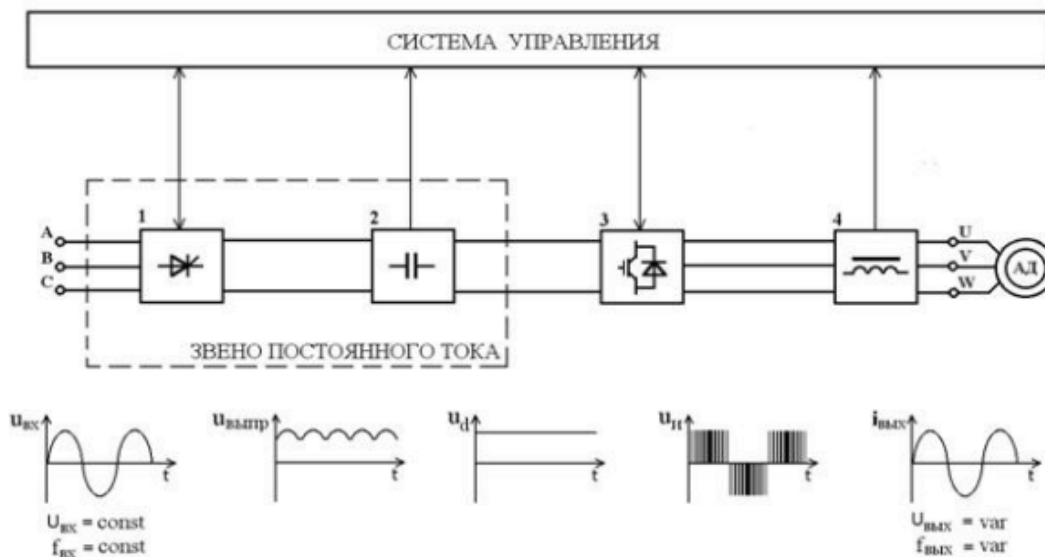 СИСТЕМА УПРАВЛЕНИЯ
1
2
3
4
A
B
C
U
V
W
АД
ЗВЕНО ПОСТОЯННОГО ТОКА
uвх
t
uвыпр
t
ud
t
uи
t
iвых
t
Uвх = const
fвх = const
Uвых = var
fвых = var